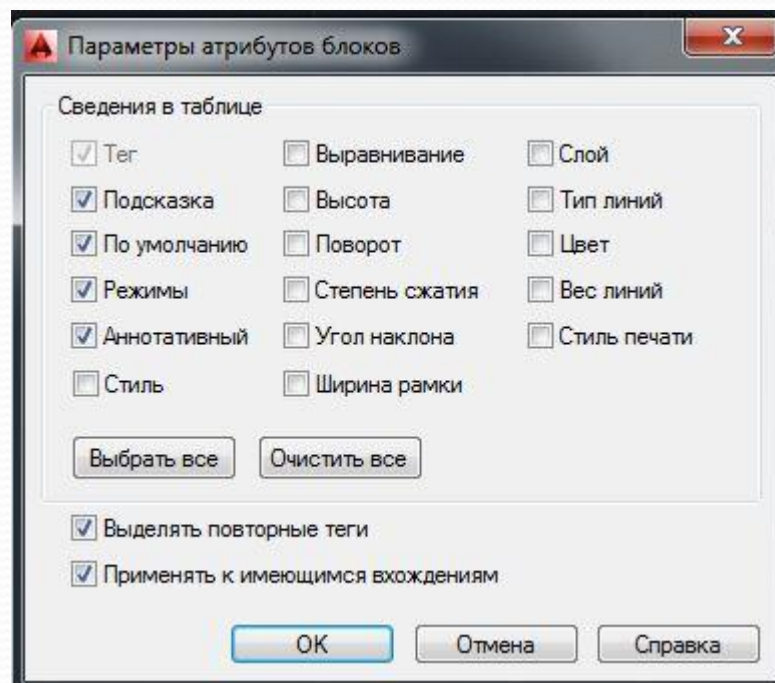 Параметры атрибутов блоков
Сведения в таблице
Тег
Выравнивание
Слой
Подсказка
Высота
Тип линий
По умолчанию
Поворот
Цвет
Режимы
Степень сжатия
Вес линий
Аннотативный
Угол наклона
Стиль печати
Стиль
Ширина рамки
Выбрать все
Очистить все
Выделять повторные теги
Применять к имеющимся вхождениям
OK
Отмена
Справка